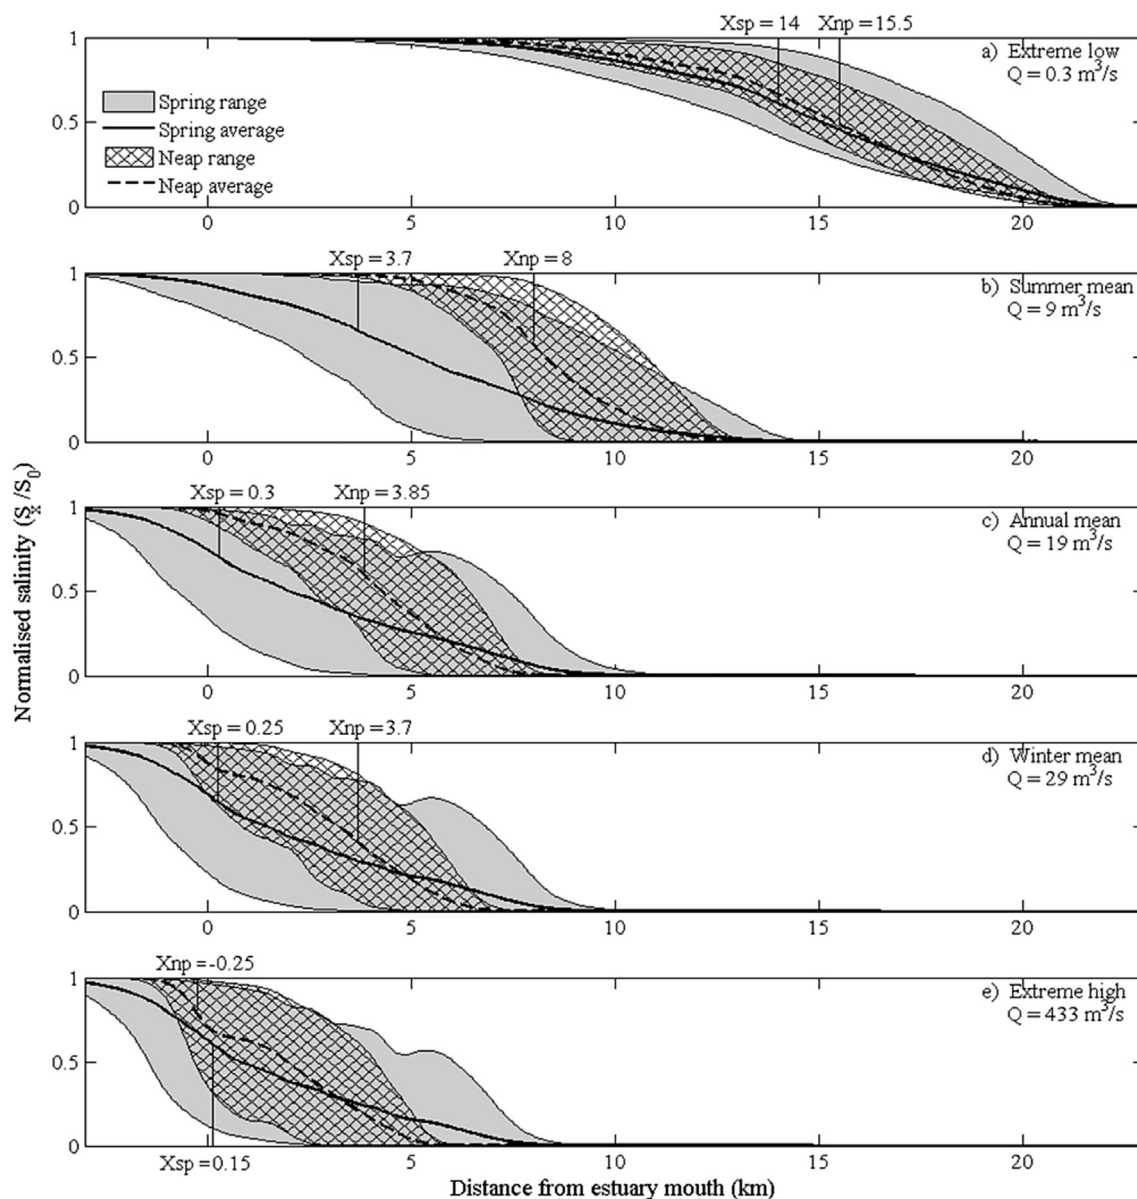 Xsp = 14 Xnp = 15.5
1
a) Extreme low
Q = 0.3 m³/s
Spring range
Spring average
0.5
Neap range
Neap average
0
0 5 10 15 20
Xsp = 3.7 Xnp = 8
1
b) Summer mean
Q = 9 m³/s
0.5
0
0 5 10 15 20
Xsp = 0.3 Xnp = 3.85
1
c) Annual mean
Q = 19 m³/s
0.5
0
0 5 10 15 20
Normalised salinity (Sx̄/S0)
Xsp = 0.25 Xnp = 3.7
1
d) Winter mean
Q = 29 m³/s
0.5
0
0 5 10 15 20
Xnp = -0.25
1
e) Extreme high
Q = 433 m³/s
0.5
0
0 5 10 15 20
Xsp = 0.15
Distance from estuary mouth (km)